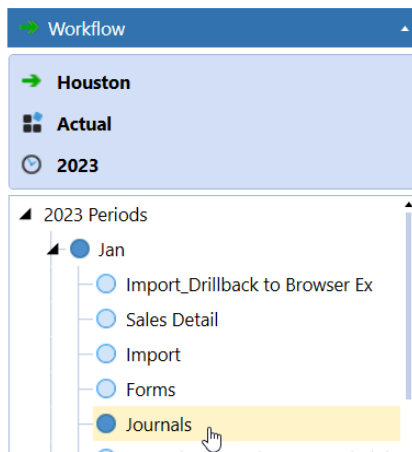 Workflow
Houston
Actual
2023
2023 Periods
Jan
Import_Drillback to Browser Ex
Sales Detail
Import
Forms
Journals